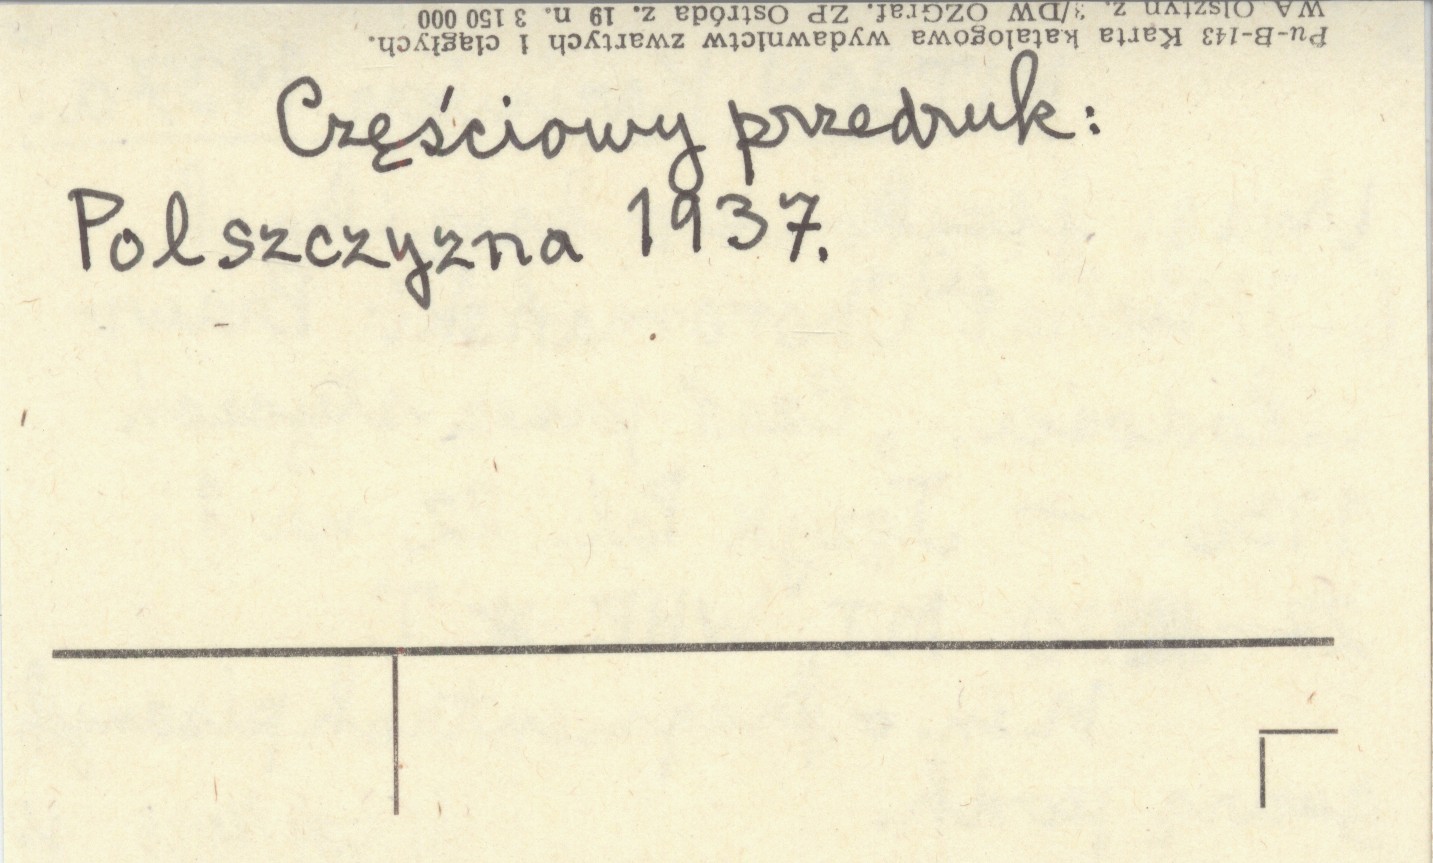 Pu-B-143 Karta katalogowa wydawnictw zwartych i ciągłych.
WA Olsztyn z. 3/DW OZGraf. ZP Ostróda z. 19 n. 3 150 000
Częściowy przedruk:
Polszczyzna 1937.